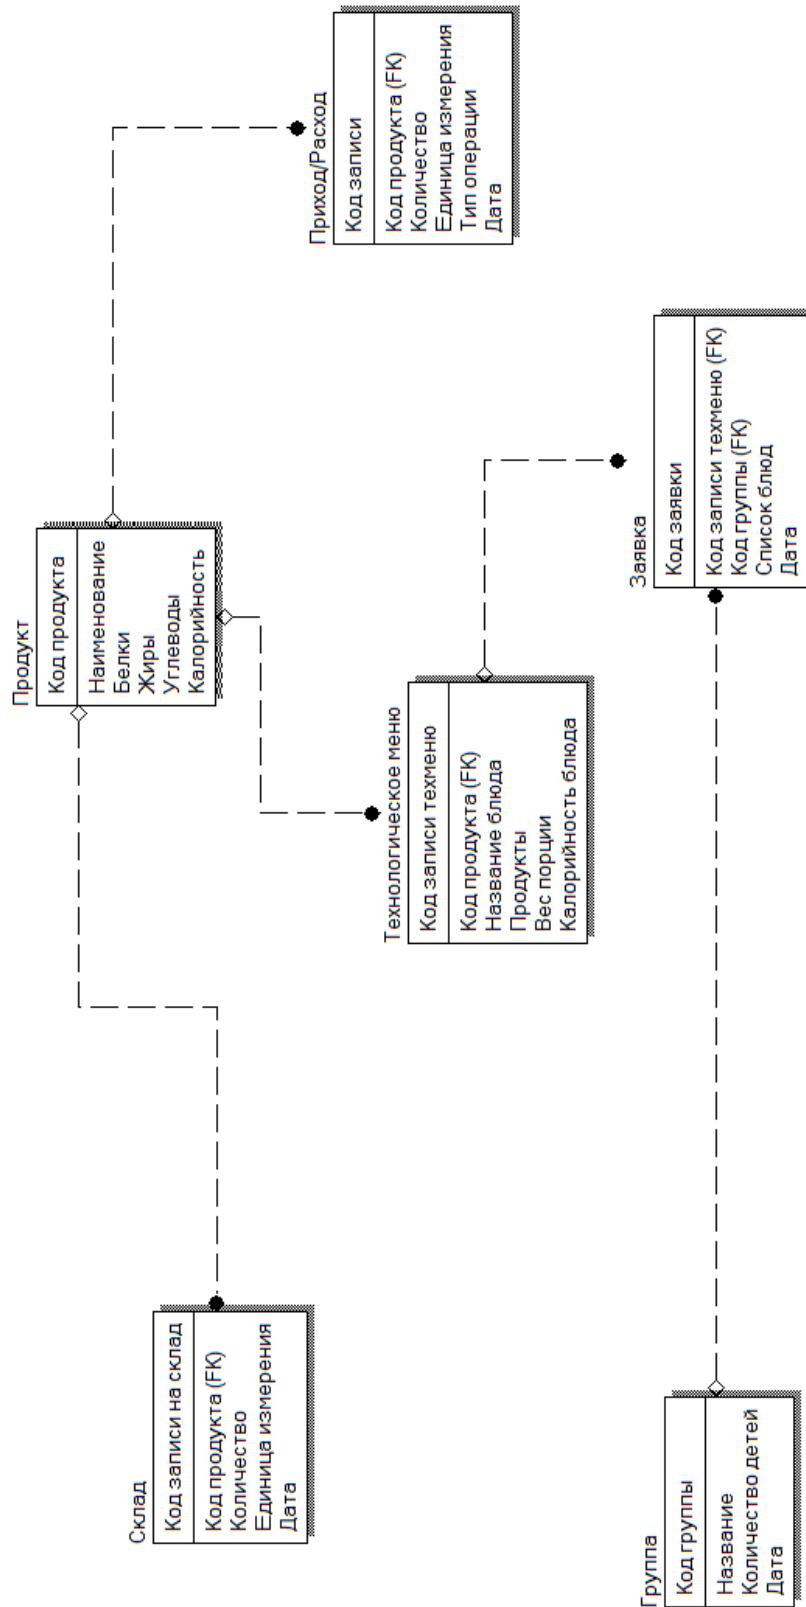 Склад
Код записи на склад
Код продукта (FK)
Количество
Единица измерения
Дата
Продукт
Код продукта
Наименование
Белки
Жиры
Углеводы
Калорийность
Приход/Расход
Код записи
Код продукта (FK)
Количество
Единица измерения
Тип операции
Дата
Технологическое меню
Код записи техменю
Код продукта (FK)
Название блюда
Продукты
Вес порции
Калорийность блюда
Группа
Код группы
Название
Количество детей
Дата
Заявка
Код заявки
Код записи техменю (FK)
Код группы (FK)
Список блюд
Дата